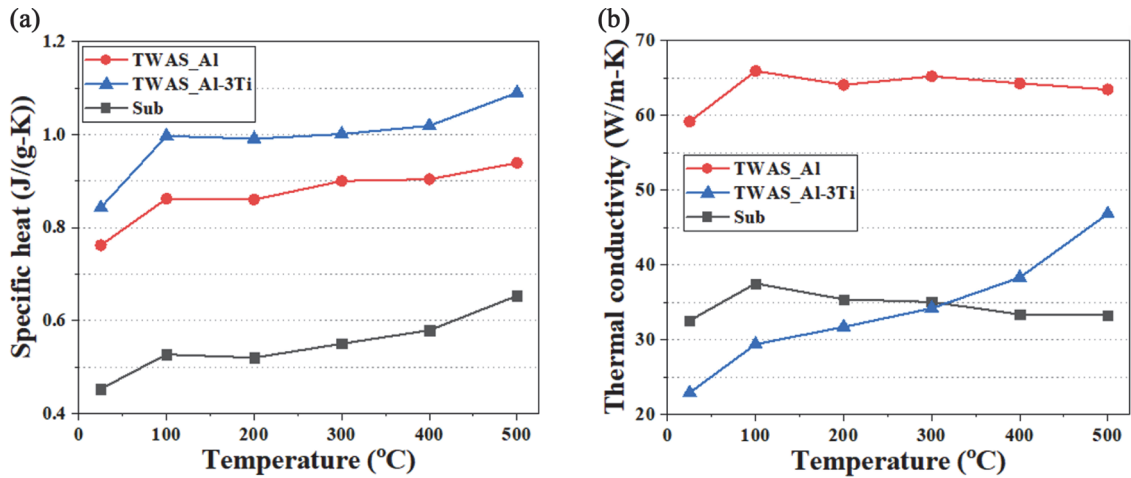 (a)
Specific heat (J/(g-K))
1.2
1.0
0.8
0.6
0.4
TWAS_Al
TWAS_Al-3Ti
Sub
0
100
200
300
400
500
Temperature (ºC)
(b)
Thermal conductivity (W/m-K)
70
60
50
40
30
20
TWAS_Al
TWAS_Al-3Ti
Sub
0
100
200
300
400
500
Temperature (ºC)